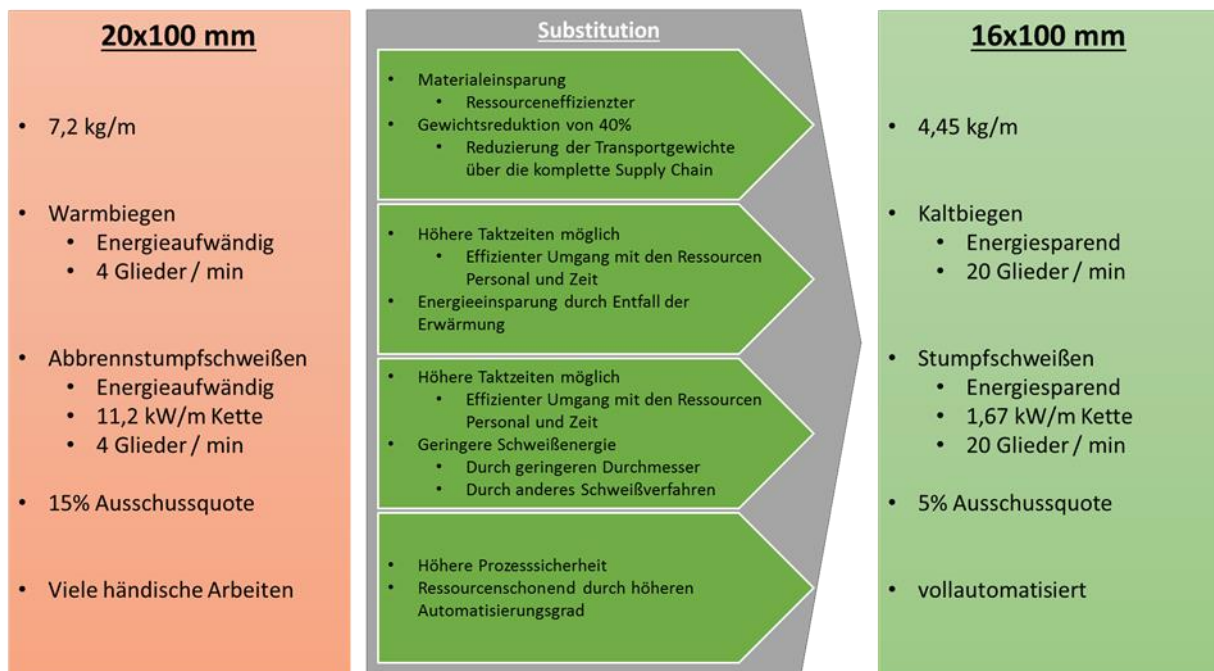 20x100 mm
• 7,2 kg/m
• Warmbiegen
• Energieaufwändig
• 4 Glieder / min
• Abbrennstumpfschweißen
• Energieaufwändig
• 11,2 kW/m Kette
• 4 Glieder / min
• 15% Ausschussquote
• Viele händische Arbeiten
Substitution
• Materialeinsparung
• Ressourceneffizienzter
• Gewichtsreduktion von 40%
• Reduzierung der Transportgewichte
über die komplette Supply Chain
• Höhere Taktzeiten möglich
• Effizienter Umgang mit den Ressourcen
Personal und Zeit
• Energieeinsparung durch Entfall der
Erwärmung
• Höhere Taktzeiten möglich
• Effizienter Umgang mit den Ressourcen
Personal und Zeit
• Geringere Schweißenergie
• Durch geringeren Durchmesser
• Durch anderes Schweißverfahren
• Höhere Prozesssicherheit
• Ressourcenschonend durch höheren
Automatisierungsgrad
16x100 mm
• 4,45 kg/m
• Kaltbiegen
• Energiesparend
• 20 Glieder / min
• Stumpfschweißen
• Energiesparend
• 1,67 kW/m Kette
• 20 Glieder / min
• 5% Ausschussquote
• vollautomatisiert